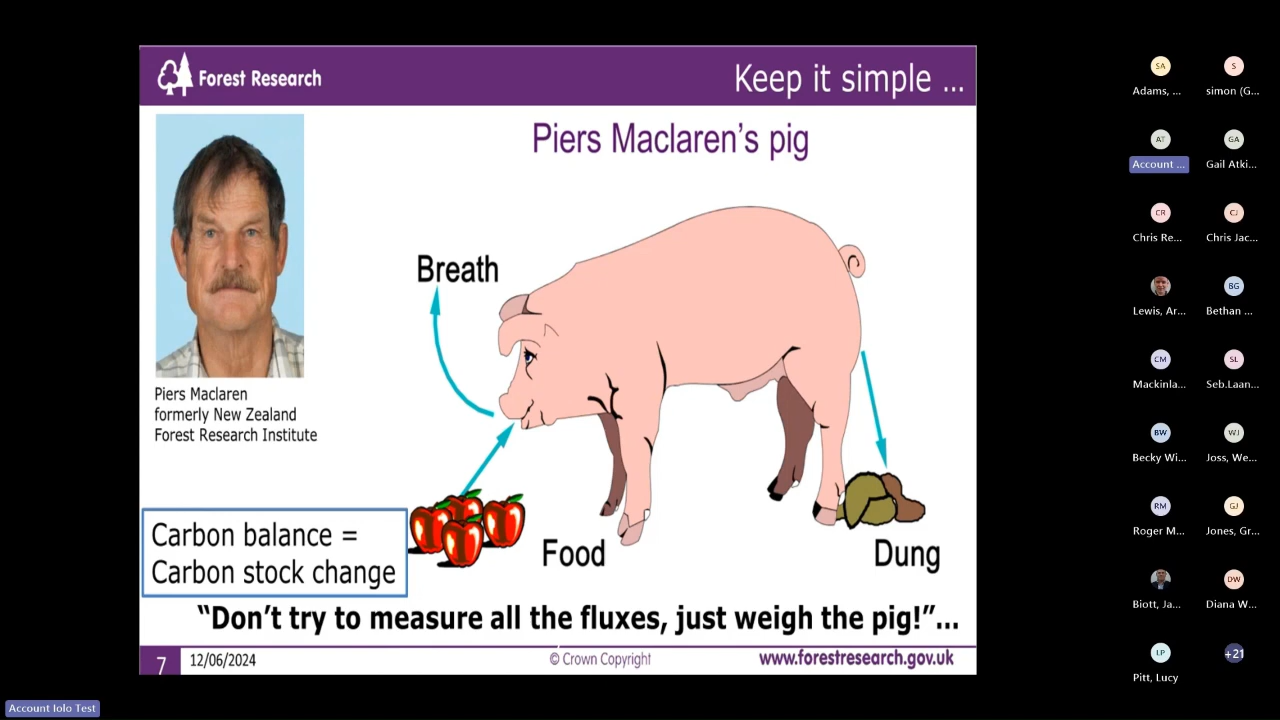 Forest Research
Keep it simple ...
Piers Maclaren's pig
Breath
Piers Maclaren
formerly New Zealand
Forest Research Institute
Carbon balance =
Carbon stock change
Food
Dung
“Don’t try to measure all the fluxes, just weigh the pig!”...
7
12/06/2024
© Crown Copyright
www.forestresearch.gov.uk
SA
S
Adams, ...
simon (G...
AT
GA
Account ...
Gail Atki...
CR
CJ
Chris Re...
Chris Jac...
BG
Lewis, Ar...
Bethan ...
CM
SL
Mackinla...
Seb.Laan...
BW
WJ
Becky Wi...
Joss, We...
RM
GJ
Roger M...
Jones, Gr...
DW
Biott, Ja...
Diana W...
LP
+21
Pitt, Lucy
Account Iolo Test